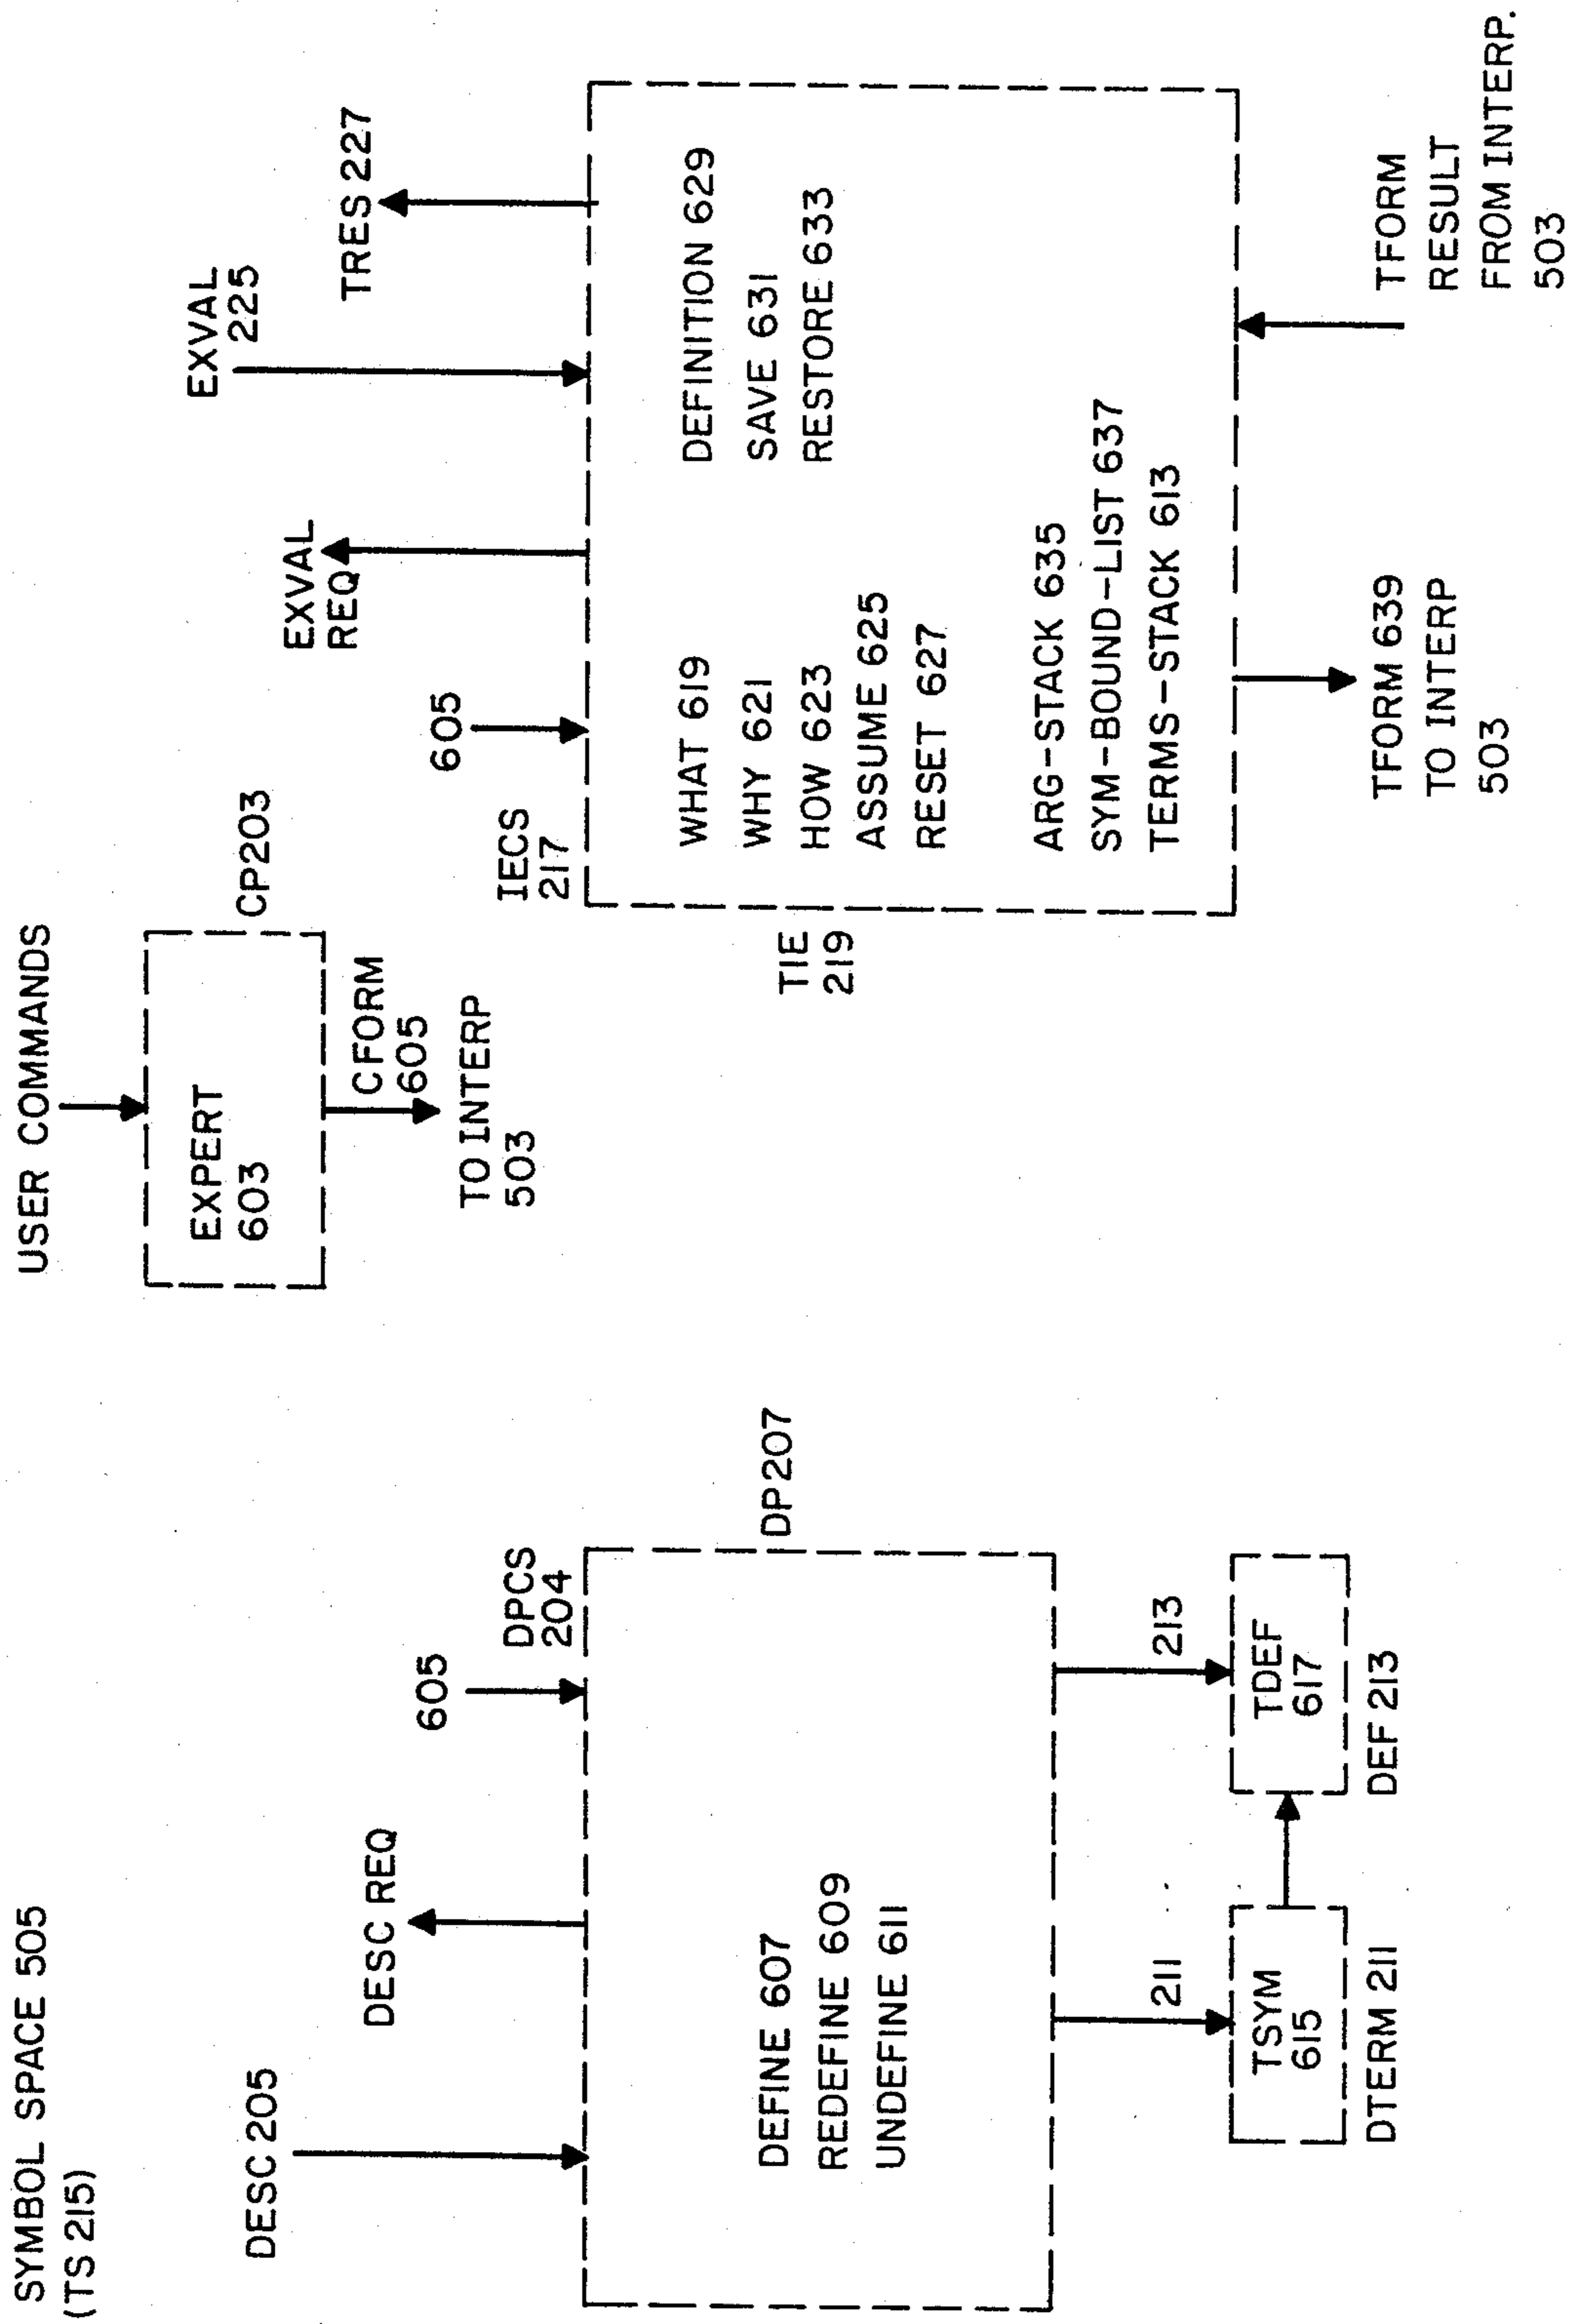 SYMBOL SPACE 505
(TS 215)
USER COMMANDS
EXPERT
603
CP203
CFORM
605
TO INTERP
503
DESC 205
DESC REQ
605
DPCS
204
DEFINE 607
REDEFINE 609
UNDEFINE 611
DP207
211
213
TSYM
615
TDEF
617
DTERM 211
DEF 213
605
IECS
217
EXVAL
REQ
EXVAL
225
TRES 227
TIE
219
WHAT 619
WHY 621
HOW 623
ASSUME 625
RESET 627
DEFINITION 629
SAVE 631
RESTORE 633
ARG-STACK 635
SYM-BOUND-LIST 637
TERMS-STACK 613
TFORM 639
TO INTERP
503
TFORM
RESULT
FROM INTERP.
503